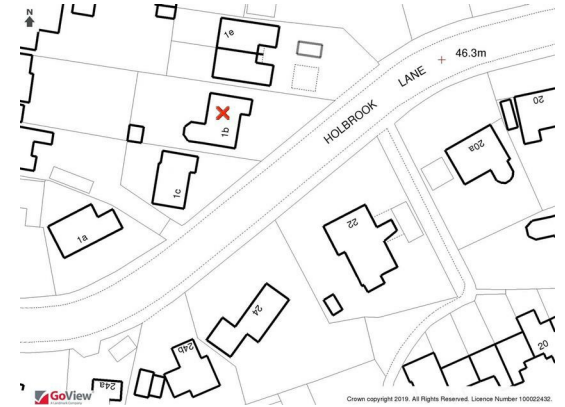 N
1e
46.3m
HOLBROOK LANE
20
1b
20a
1c
22
1a
24
24b
20
24a
GoView
Crown copyright 2019. All Rights Reserved. Licence Number 100022432.